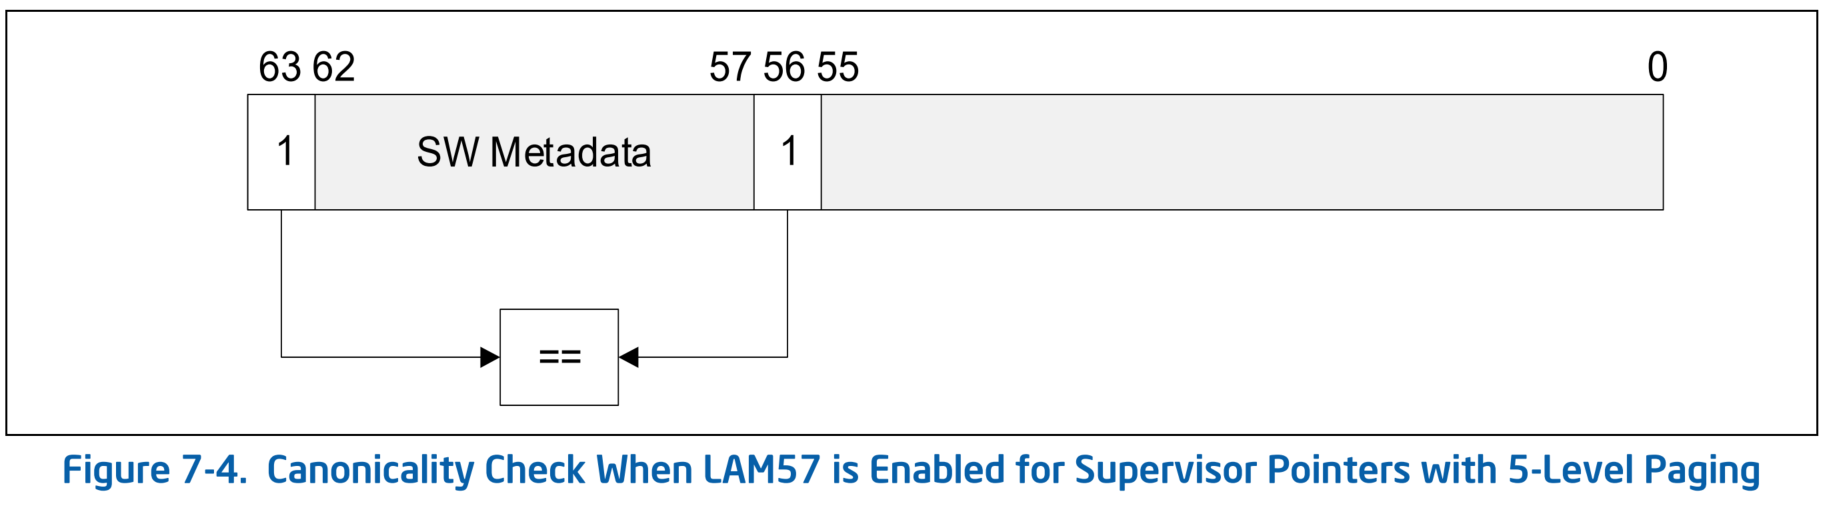 63 62 57 56 55 0
1 SW Metadata 1
==
Figure 7-4. Canonicality Check When LAM57 is Enabled for Supervisor Pointers with 5-Level Paging